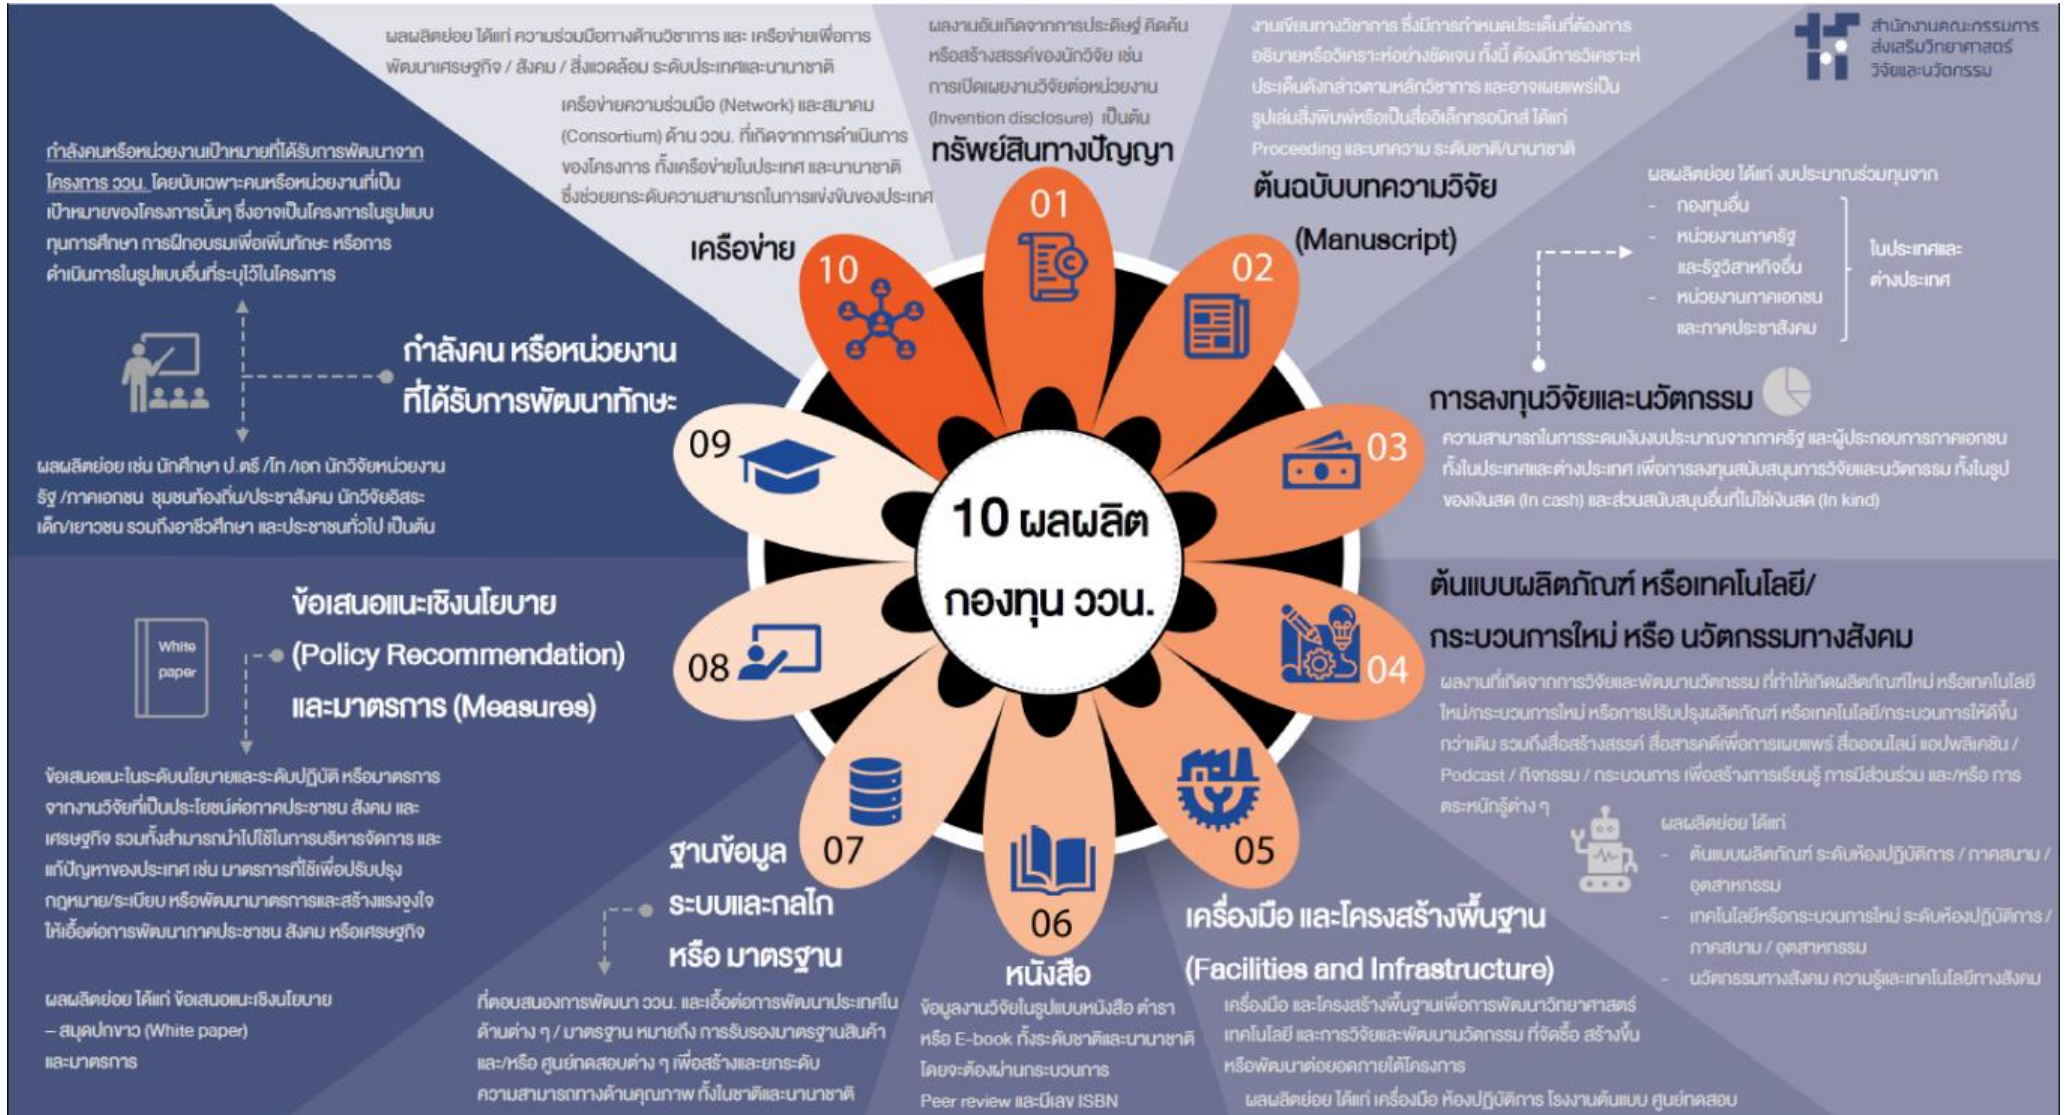 สำนักงานคณะกรรมการ
ส่งเสริมวิทยาศาสตร์
วิจัยและนวัตกรรม
10 ผลผลิต
กองทุน ววน.
01
ผลงานอันเกิดจากการประดิษฐ์ คิดค้น
หรือสร้างสรรค์ของนักวิจัย เช่น
การเปิดเผยงานวิจัยต่อหน่วยงาน
(Invention disclosure) เป็นต้น
ทรัพย์สินทางปัญญา
02
งานเขียนทางวิชาการ ซึ่งมีการกำหนดประเด็นที่ต้องการ
อธิบายหรือวิเคราะห์อย่างชัดเจน ทั้งนี้ ต้องมีการวิเคราะห์
ประเด็นดังกล่าวตามหลักวิชาการ และอาจเผยแพร่เป็น
รูปเล่มสิ่งพิมพ์หรือเป็นสื่ออิเล็กทรอนิกส์ ได้แก่
Proceeding และบทความ ระดับชาติ/นานาชาติ
ต้นฉบับบทความวิจัย
(Manuscript)
03
ผลผลิตย่อย ได้แก่ งบประมาณร่วมทุนจาก
- กองทุนอื่น
- หน่วยงานภาครัฐ
และรัฐวิสาหกิจอื่น
- หน่วยงานภาคเอกชน
และภาคประชาสังคม
ในประเทศและ
ต่างประเทศ
การลงทุนวิจัยและนวัตกรรม
ความสามารถในการระดมเงินงบประมาณจากภาครัฐ และผู้ประกอบการภาคเอกชน
ทั้งในประเทศและต่างประเทศ เพื่อการลงทุนสนับสนุนการวิจัยและนวัตกรรม ทั้งในรูป
ของเงินสด (In cash) และส่วนสนับสนุนอื่นที่ไม่ใช่เงินสด (In kind)
04
ต้นแบบผลิตภัณฑ์ หรือเทคโนโลยี/
กระบวนการใหม่ หรือ นวัตกรรมทางสังคม
ผลงานที่เกิดจากการวิจัยและพัฒนานวัตกรรม ที่ทำให้เกิดผลิตภัณฑ์ใหม่ หรือเทคโนโลยี
ใหม่/กระบวนการใหม่ หรือการปรับปรุงผลิตภัณฑ์ หรือเทคโนโลยี/กระบวนการให้ดีขึ้น
กว่าเดิม รวมถึงสื่อสร้างสรรค์ สื่อสารคดีเพื่อการเผยแพร่ สื่อออนไลน์ แอปพลิเคชัน /
Podcast / กิจกรรม / กระบวนการ เพื่อสร้างการเรียนรู้ การมีส่วนร่วม และ/หรือ การ
ตระหนักรู้ต่าง ๆ
ผลผลิตย่อย ได้แก่
- ต้นแบบผลิตภัณฑ์ ระดับห้องปฏิบัติการ / ภาคสนาม /
อุตสาหกรรม
- เทคโนโลยีหรือกระบวนการใหม่ ระดับห้องปฏิบัติการ /
ภาคสนาม / อุตสาหกรรม
- นวัตกรรมทางสังคม ความรู้และเทคโนโลยีทางสังคม
05
เครื่องมือ และโครงสร้างพื้นฐาน
(Facilities and Infrastructure)
เครื่องมือ และโครงสร้างพื้นฐานเพื่อการพัฒนาวิทยาศาสตร์
เทคโนโลยี และการวิจัยและพัฒนานวัตกรรม ที่จัดซื้อ สร้างขึ้น
หรือพัฒนาต่อยอดภายใต้โครงการ
ผลผลิตย่อย ได้แก่ เครื่องมือ ห้องปฏิบัติการ โรงงานต้นแบบ ศูนย์ทดสอบ
06
หนังสือ
ข้อมูลงานวิจัยในรูปแบบหนังสือ ตำรา
หรือ E-book ทั้งระดับชาติและนานาชาติ
โดยจะต้องผ่านกระบวนการ
Peer review และมีเลข ISBN
07
ฐานข้อมูล
ระบบและกลไก
หรือ มาตรฐาน
ที่ตอบสนองการพัฒนา ววน. และเอื้อต่อการพัฒนาประเทศใน
ด้านต่าง ๆ / มาตรฐาน หมายถึง การรับรองมาตรฐานสินค้า
และ/หรือ ศูนย์ทดสอบต่าง ๆ เพื่อสร้างและยกระดับ
ความสามารถทางด้านคุณภาพ ทั้งในชาติและนานาชาติ
08
ข้อเสนอแนะเชิงนโยบาย
(Policy Recommendation)
และมาตรการ (Measures)
White
paper
ข้อเสนอแนะในระดับนโยบายและระดับปฏิบัติ หรือมาตรการ
จากงานวิจัยที่เป็นประโยชน์ต่อภาคประชาชน สังคม และ
เศรษฐกิจ รวมทั้งสามารถนำไปใช้ในการบริหารจัดการ และ
แก้ปัญหาของประเทศ เช่น มาตรการที่ใช้เพื่อปรับปรุง
กฎหมาย/ระเบียบ หรือพัฒนามาตรการและสร้างแรงจูงใจ
ให้เอื้อต่อการพัฒนาภาคประชาชน สังคม หรือเศรษฐกิจ
ผลผลิตย่อย ได้แก่ ข้อเสนอแนะเชิงนโยบาย
– สมุดปกขาว (White paper)
และมาตรการ
09
กำลังคน หรือหน่วยงาน
ที่ได้รับการพัฒนาทักษะ
กำลังคนหรือหน่วยงานเป้าหมายที่ได้รับการพัฒนาจาก
โครงการ ววน. โดยนับเฉพาะคนหรือหน่วยงานที่เป็น
เป้าหมายของโครงการนั้นๆ ซึ่งอาจเป็นโครงการในรูปแบบ
ทุนการศึกษา การฝึกอบรมเพื่อเพิ่มทักษะ หรือการ
ดำเนินการในรูปแบบอื่นที่ระบุไว้ในโครงการ
ผลผลิตย่อย เช่น นักศึกษา ป.ตรี /โท /เอก นักวิจัยหน่วยงาน
รัฐ /ภาคเอกชน ชุมชนท้องถิ่น/ประชาสังคม นักวิจัยอิสระ
เด็ก/เยาวชน รวมถึงอาชีวศึกษา และประชาชนทั่วไป เป็นต้น
10
ผลผลิตย่อย ได้แก่ ความร่วมมือทางด้านวิชาการ และ เครือข่ายเพื่อการ
พัฒนาเศรษฐกิจ / สังคม / สิ่งแวดล้อม ระดับประเทศและนานาชาติ
เครือข่ายความร่วมมือ (Network) และสมาคม
(Consortium) ด้าน ววน. ที่เกิดจากการดำเนินการ
ของโครงการ ทั้งเครือข่ายในประเทศ และนานาชาติ
ซึ่งช่วยยกระดับความสามารถในการแข่งขันของประเทศ
เครือข่าย